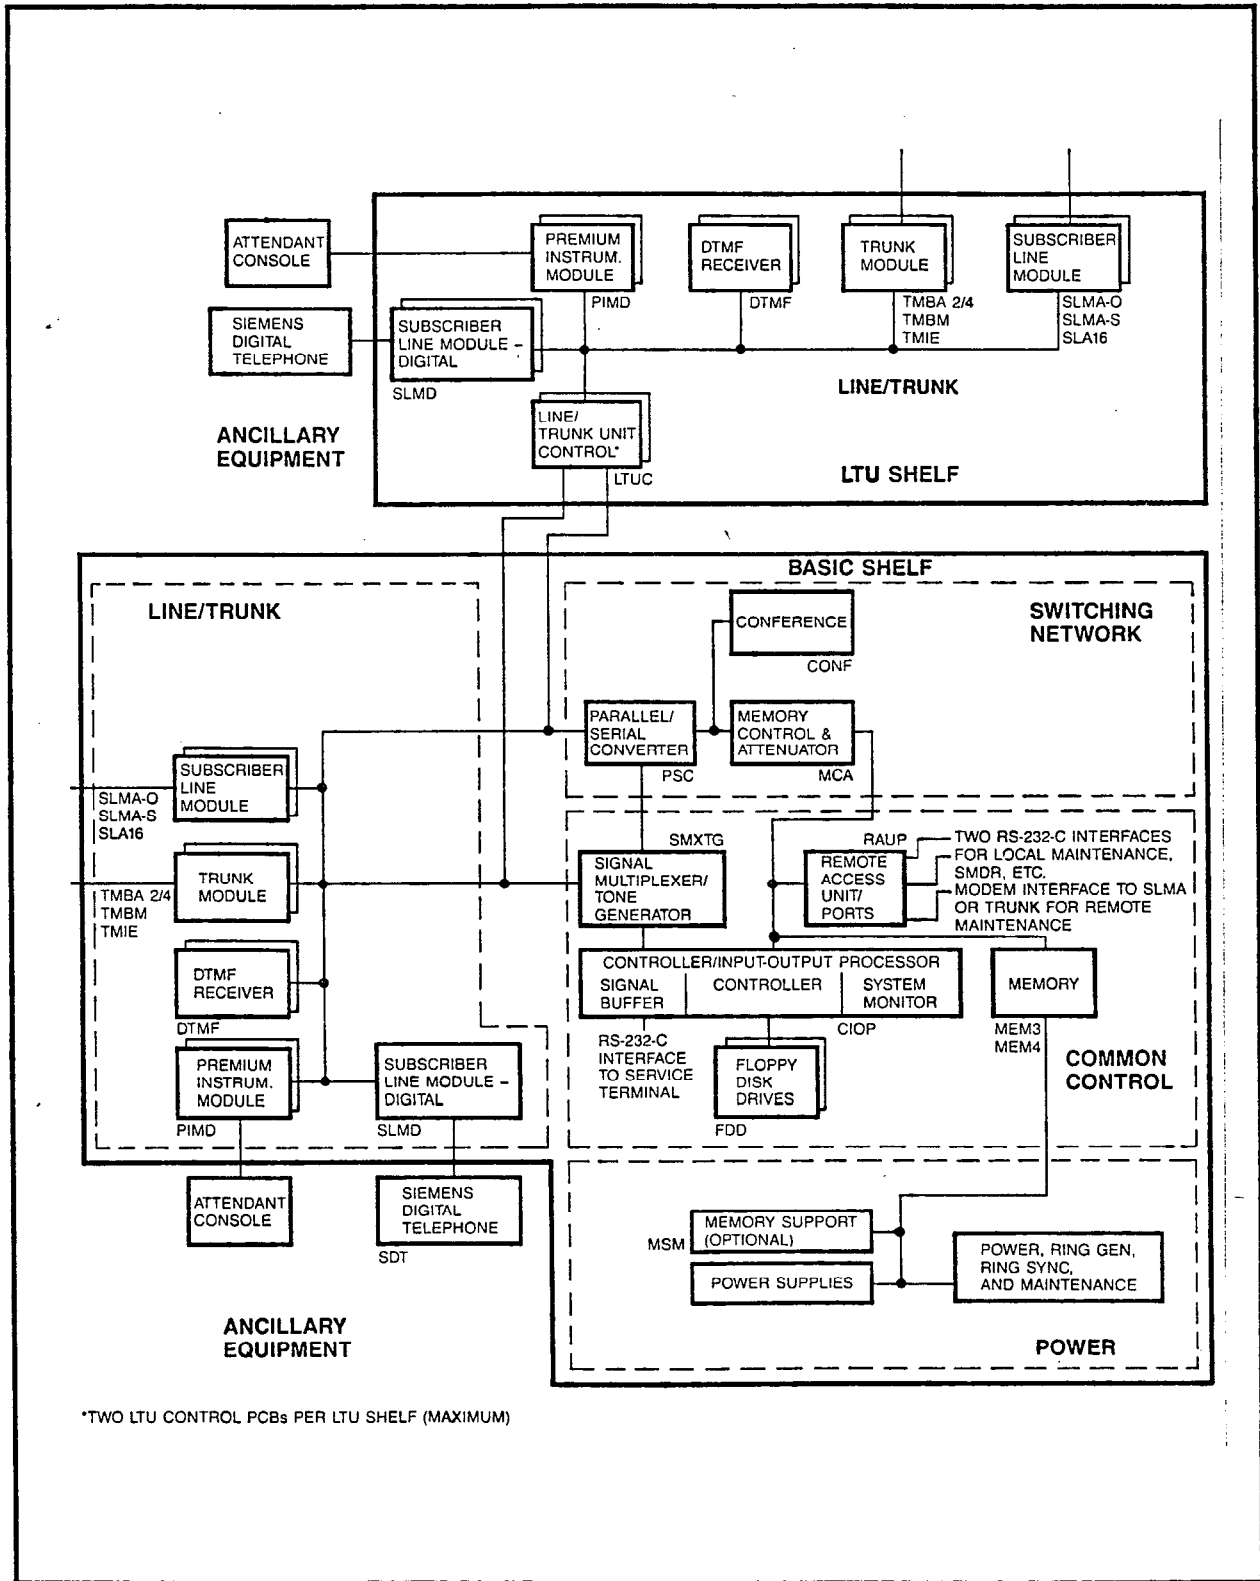 ATTENDANT
CONSOLE
PREMIUM
INSTRUM.
MODULE
PIMD
DTMF
RECEIVER
DTMF
TRUNK
MODULE
TMBA 2/4
TMBM
TMIE
SUBSCRIBER
LINE
MODULE
SLMA-O
SLMA-S
SLA16
SIEMENS
DIGITAL
TELEPHONE
SUBSCRIBER
LINE MODULE –
DIGITAL
SLMD
LINE/TRUNK
ANCILLARY
EQUIPMENT
LINE/
TRUNK UNIT
CONTROL*
LTUC
LTU SHELF
BASIC SHELF
LINE/TRUNK
SWITCHING
NETWORK
CONFERENCE
CONF
PARALLEL/
SERIAL
CONVERTER
PSC
MEMORY
CONTROL &
ATTENUATOR
MCA
SUBSCRIBER
LINE
MODULE
SLMA-O
SLMA-S
SLA16
TRUNK
MODULE
TMBA 2/4
TMBM
TMIE
DTMF
RECEIVER
DTMF
PREMIUM
INSTRUM.
MODULE
PIMD
SUBSCRIBER
LINE MODULE –
DIGITAL
SLMD
SMXTG
SIGNAL
MULTIPLEXER/
TONE
GENERATOR
RAUP
REMOTE
ACCESS
UNIT/
PORTS
TWO RS-232-C INTERFACES
FOR LOCAL MAINTENANCE,
SMDR, ETC.
MODEM INTERFACE TO SLMA
OR TRUNK FOR REMOTE
MAINTENANCE
CONTROLLER/INPUT-OUTPUT PROCESSOR
SIGNAL
BUFFER
CONTROLLER
SYSTEM
MONITOR
CIOP
MEMORY
MEM3
MEM4
RS-232-C
INTERFACE
TO SERVICE
TERMINAL
FLOPPY
DISK
DRIVES
FDD
COMMON
CONTROL
ATTENDANT
CONSOLE
SIEMENS
DIGITAL
TELEPHONE
SDT
MSM
MEMORY SUPPORT
(OPTIONAL)
POWER SUPPLIES
POWER, RING GEN,
RING SYNC,
AND MAINTENANCE
POWER
ANCILLARY
EQUIPMENT
*TWO LTU CONTROL PCBs PER LTU SHELF (MAXIMUM)